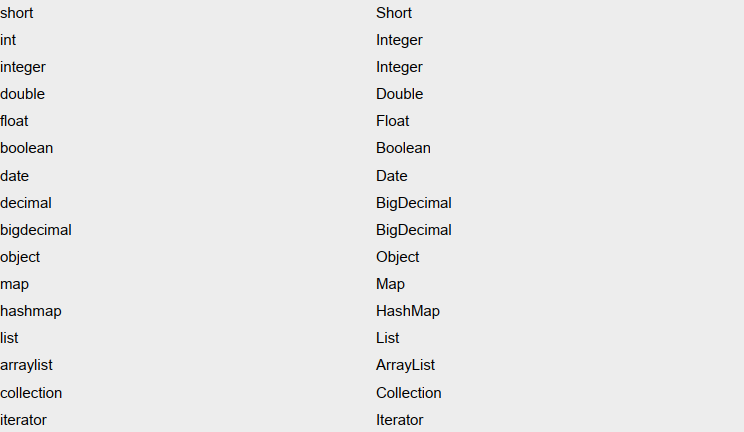 short Short
int Integer
integer Integer
double Double
float Float
boolean Boolean
date Date
decimal BigDecimal
bigdecimal BigDecimal
object Object
map Map
hashmap HashMap
list List
arraylist ArrayList
collection Collection
iterator Iterator